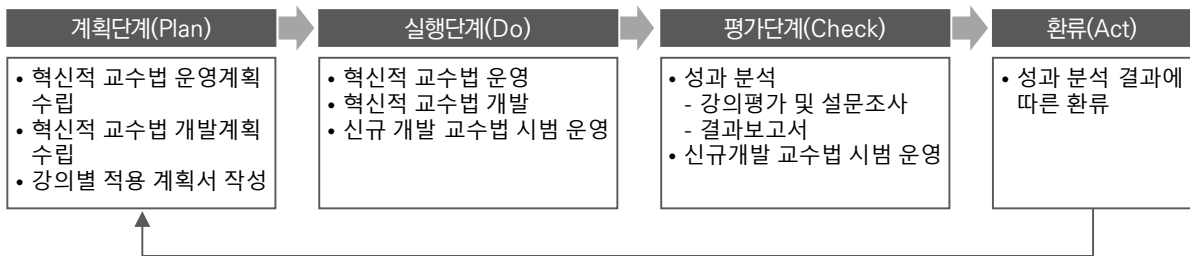 계획단계(Plan)
• 혁신적 교수법 운영계획
수립
• 혁신적 교수법 개발계획
수립
• 강의별 적용 계획서 작성
실행단계(Do)
• 혁신적 교수법 운영
• 혁신적 교수법 개발
• 신규 개발 교수법 시범 운영
평가단계(Check)
• 성과 분석
- 강의평가 및 설문조사
- 결과보고서
• 신규개발 교수법 시범 운영
환류(Act)
• 성과 분석 결과에
따른 환류